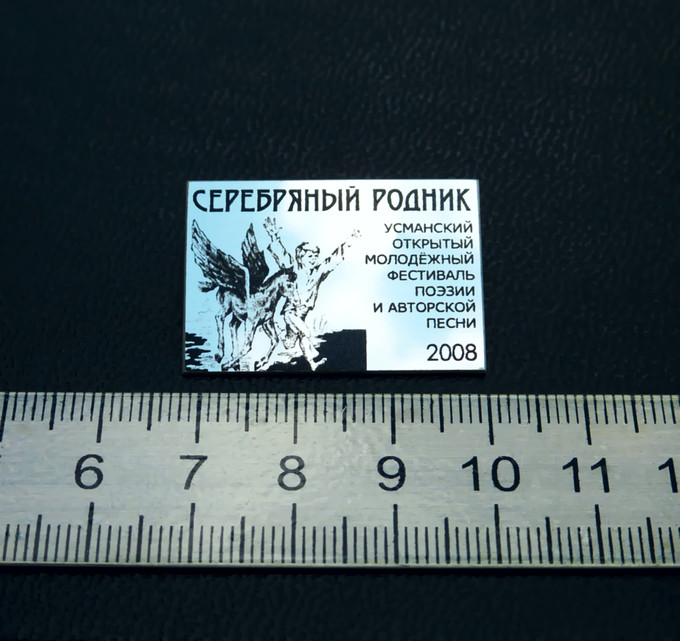 СЕРЕБРЯНЫЙ РОДНИК
УСМАНСКИЙ
ОТКРЫТЫЙ
МОЛОДЁЖНЫЙ
ФЕСТИВАЛЬ
ПОЭЗИИ
И АВТОРСКОЙ
ПЕСНИ
2008
6 7 8 9 10 11